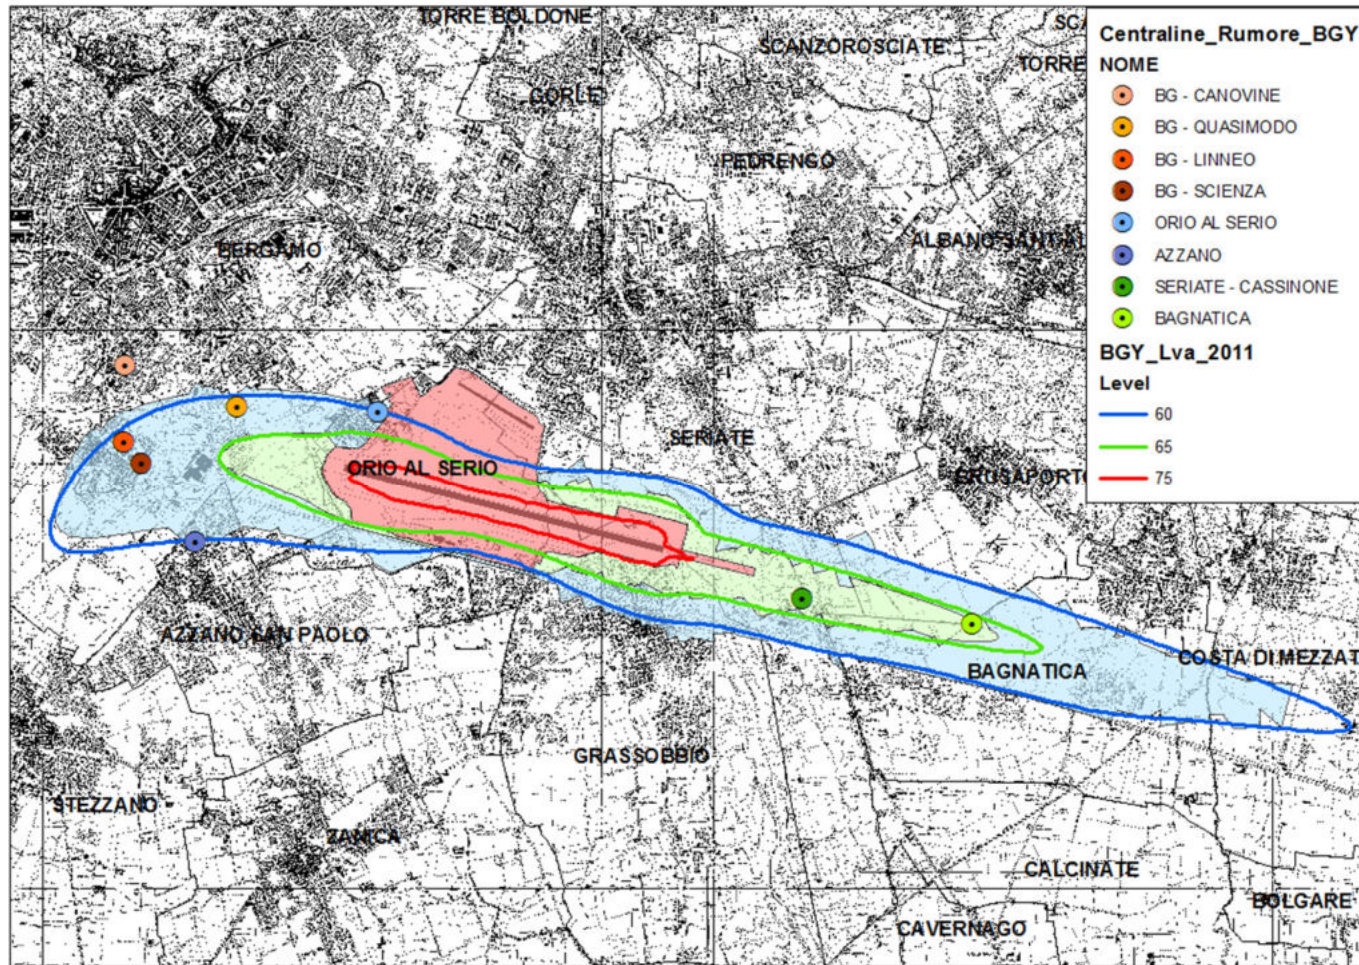 TORRE BOLDONE
SCANZOROSCIATE
GORLE
TORRE
PEDRENGO
BERGAMO
ALBANO SANT'AL
ORIO AL SERIO
SERIATE
AZZANO SAN PAOLO
BAGNATICA
COSTA DI MEZZAT
GRASSOBBIO
STEZZANO
ZANICA
CALCINATE
BOLGARE
CAVERNAGO
Centraline_Rumore_BGY
NOME
BG - CANOVINE
BG - QUASIMODO
BG - LINNEO
BG - SCIENZA
ORIO AL SERIO
AZZANO
SERIATE - CASSINONE
BAGNATICA
BGY_Lva_2011
Level
60
65
75